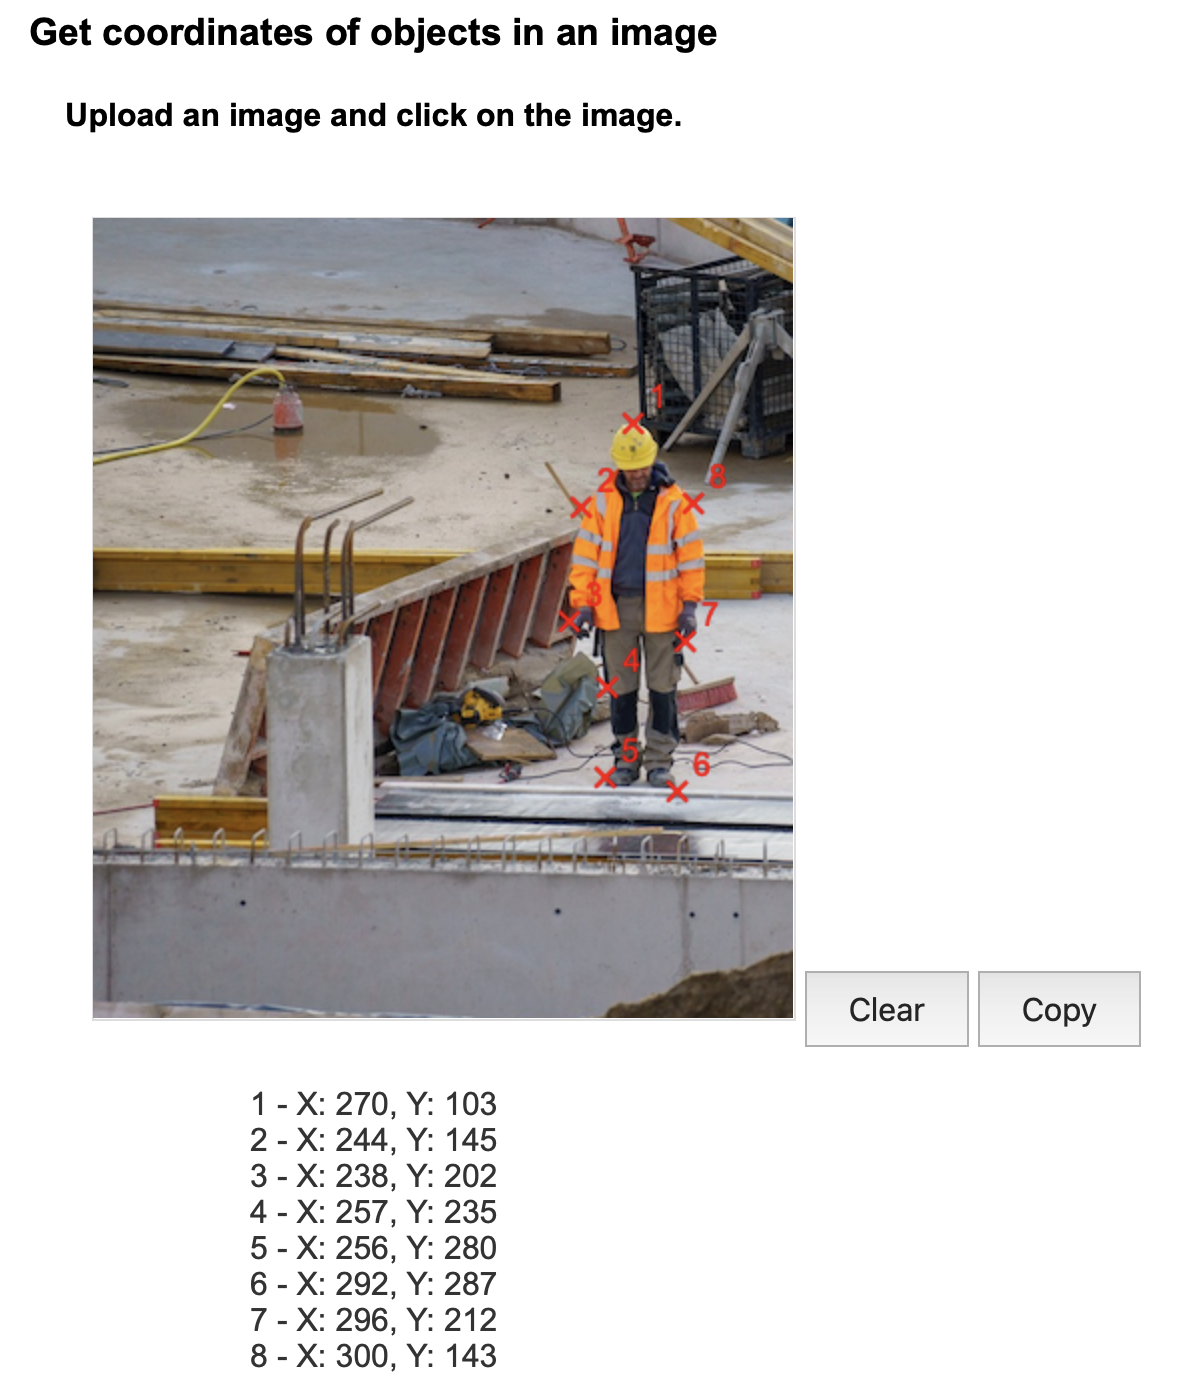 Get coordinates of objects in an image
Upload an image and click on the image.
1
2
8
3
7
4
5
6
Clear
Copy
1 - X: 270, Y: 103
2 - X: 244, Y: 145
3 - X: 238, Y: 202
4 - X: 257, Y: 235
5 - X: 256, Y: 280
6 - X: 292, Y: 287
7 - X: 296, Y: 212
8 - X: 300, Y: 143